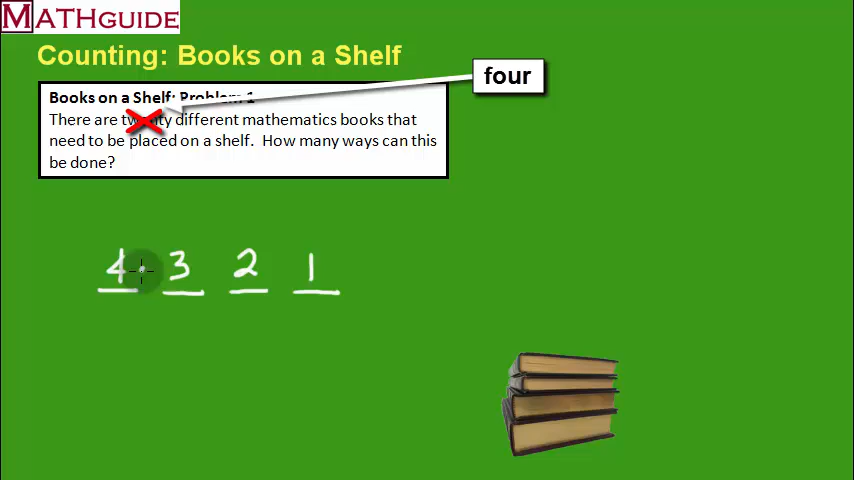 MATHGUIDE
Counting: Books on a Shelf
four
Books on a Shelf: Problem 1
There are twenty different mathematics books that
need to be placed on a shelf. How many ways can this
be done?
4 · 3 2 1